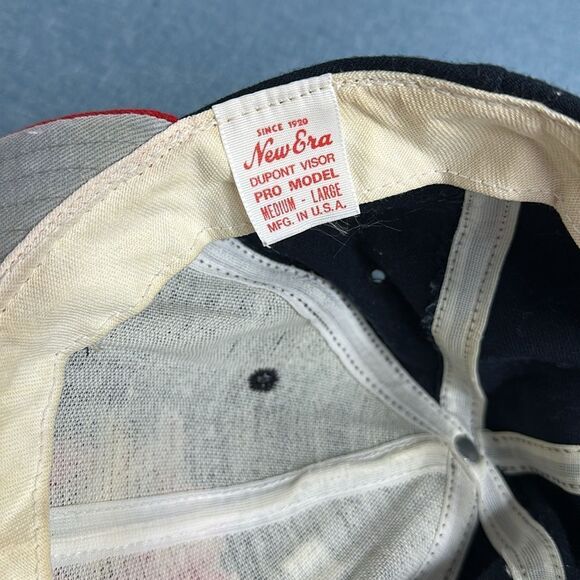 SINCE 1920
New Era
DUPONT VISOR
PRO MODEL
MEDIUM - LARGE
MFG. IN U.S.A.